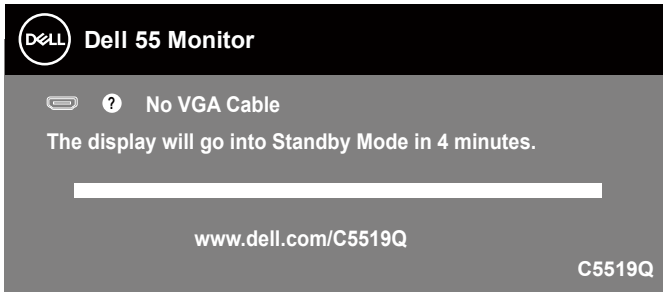 DELL Dell 55 Monitor
? No VGA Cable
The display will go into Standby Mode in 4 minutes.
www.dell.com/C5519Q
C5519Q